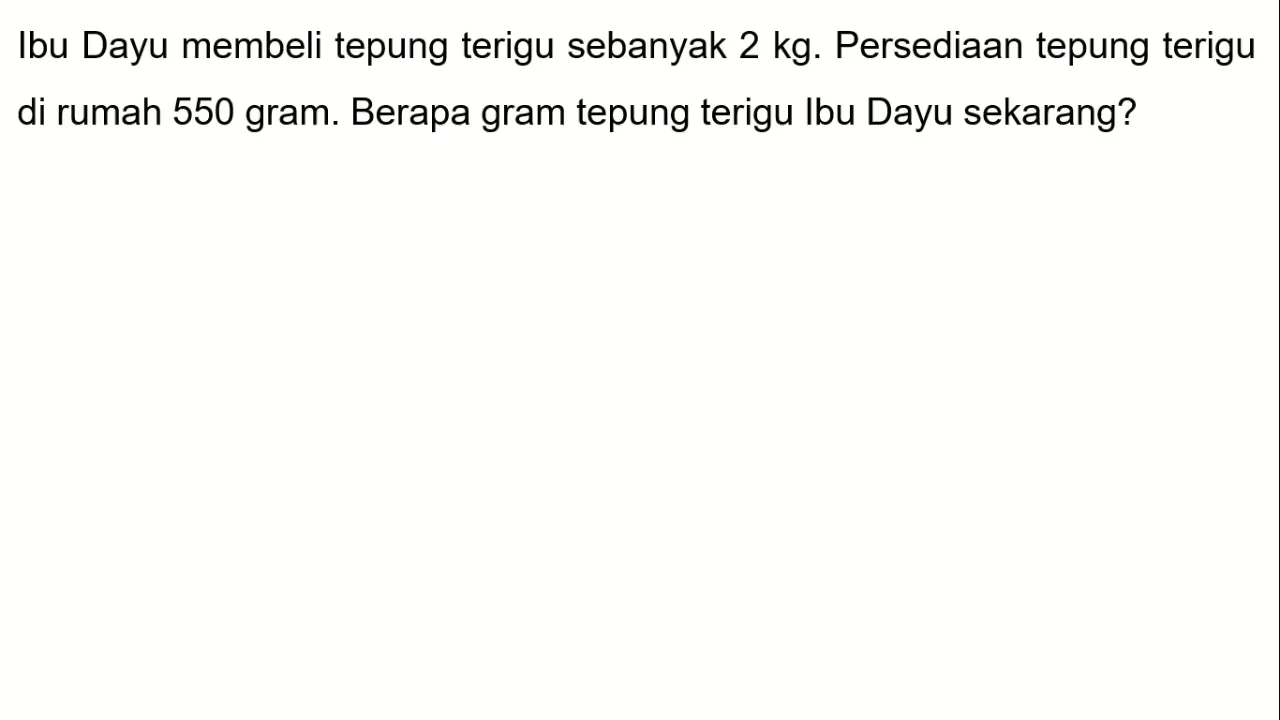 Ibu Dayu membeli tepung terigu sebanyak 2 kg. Persediaan tepung terigu
di rumah 550 gram. Berapa gram tepung terigu Ibu Dayu sekarang?